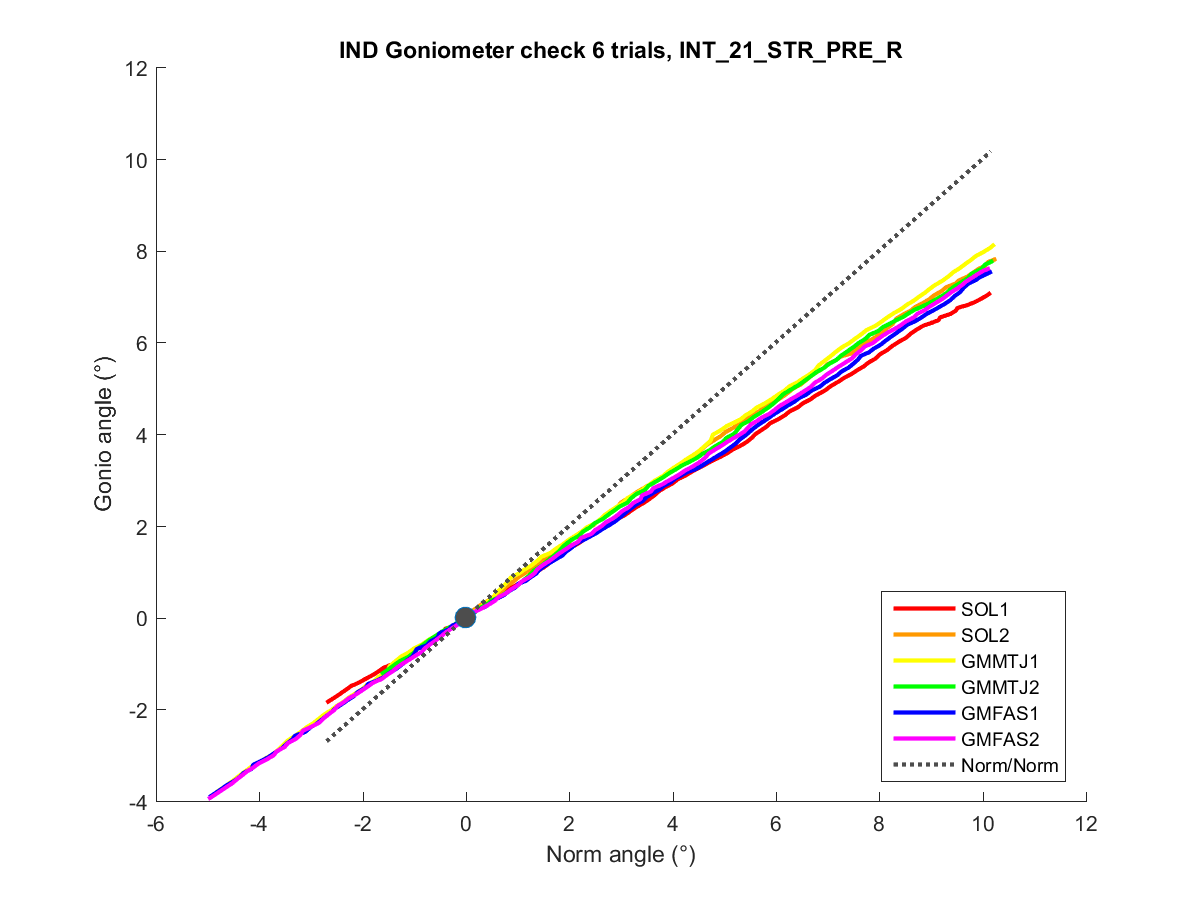 IND Goniometer check 6 trials, INT_21_STR_PRE_R
12
10
8
6
4
2
0
-2
-4
Gonio angle (°)
-6 -4 -2 0 2 4 6 8 10 12
Norm angle (°)
SOL1
SOL2
GMMTJ1
GMMTJ2
GMFAS1
GMFAS2
Norm/Norm